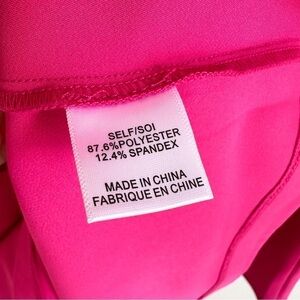 SELF/SOI
87.6%POLYESTER
12.4% SPANDEX
MADE IN CHINA
FABRIQUE EN CHINE